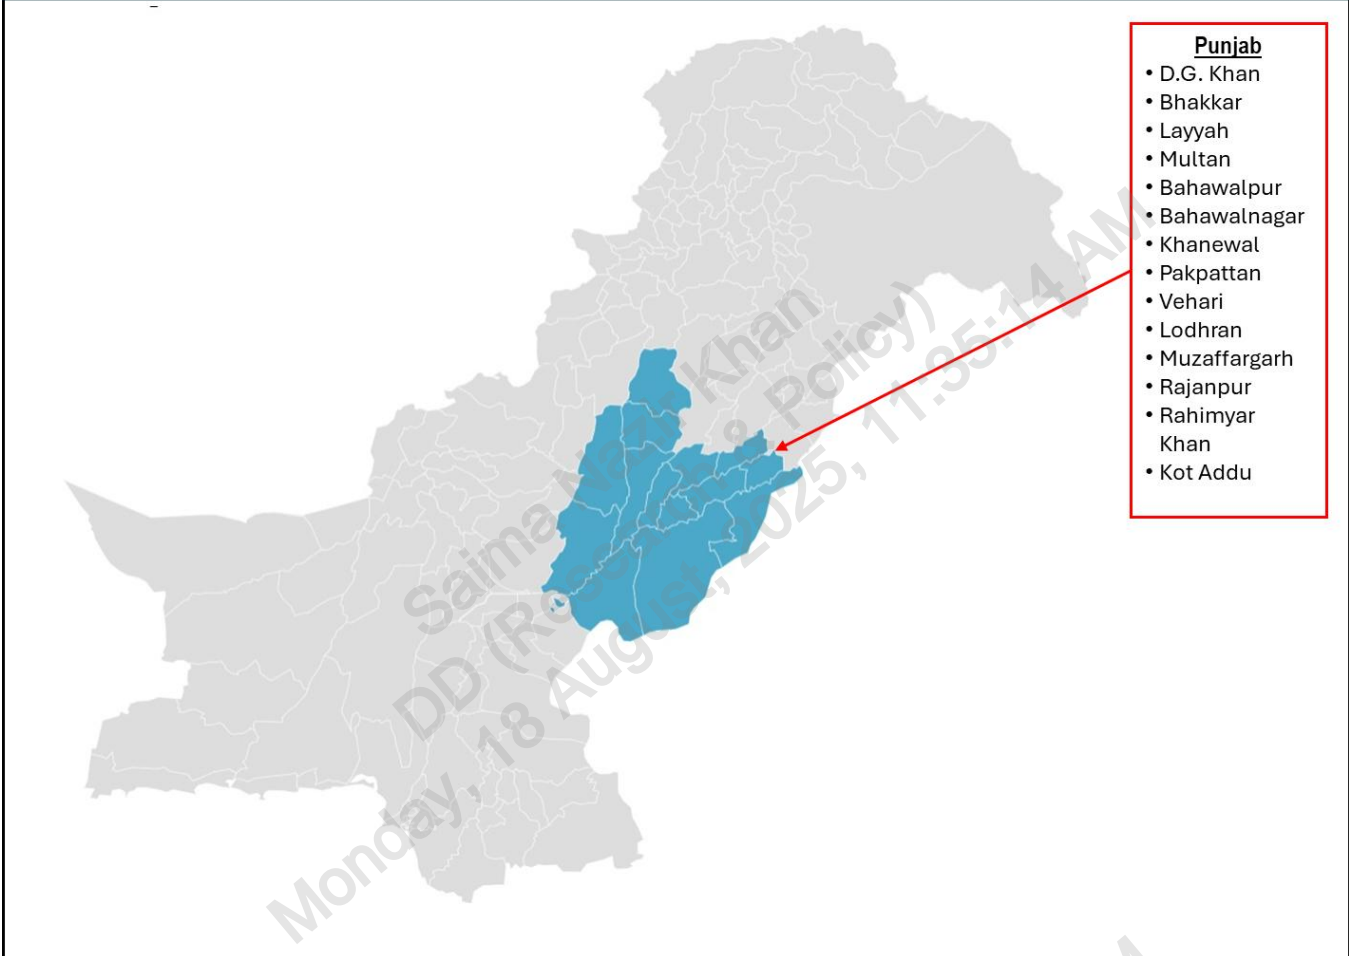 Punjab
• D.G. Khan
• Bhakkar
• Layyah
• Multan
• Bahawalpur
• Bahawalnagar
• Khanewal
• Pakpattan
• Vehari
• Lodhran
• Muzaffargarh
• Rajanpur
• Rahimyar
Khan
• Kot Addu
Saima Nazir Khan
DD (Research & Policy)
Monday, 18 August, 2025, 11:35:14 AM
M